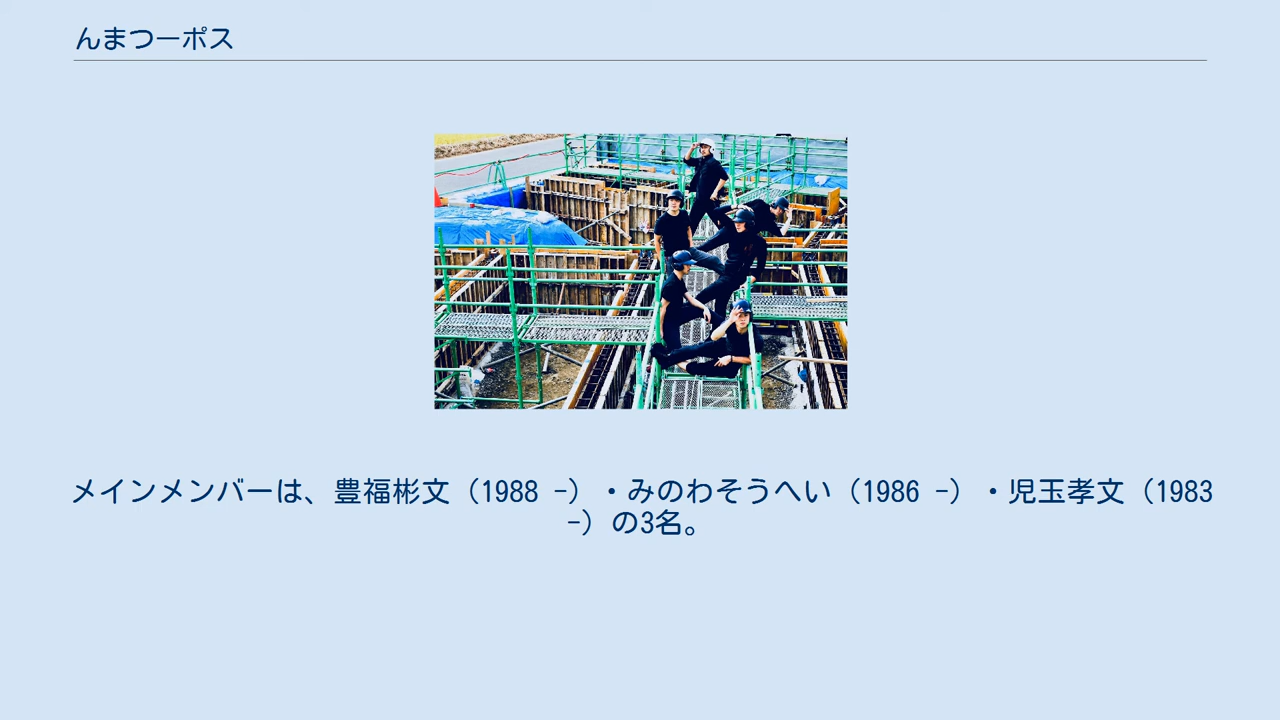 んまつーポス
メインメンバーは、豊福彬文（1988 -）・みのわそうへい（1986 -）・児玉孝文（1983
-）の3名。